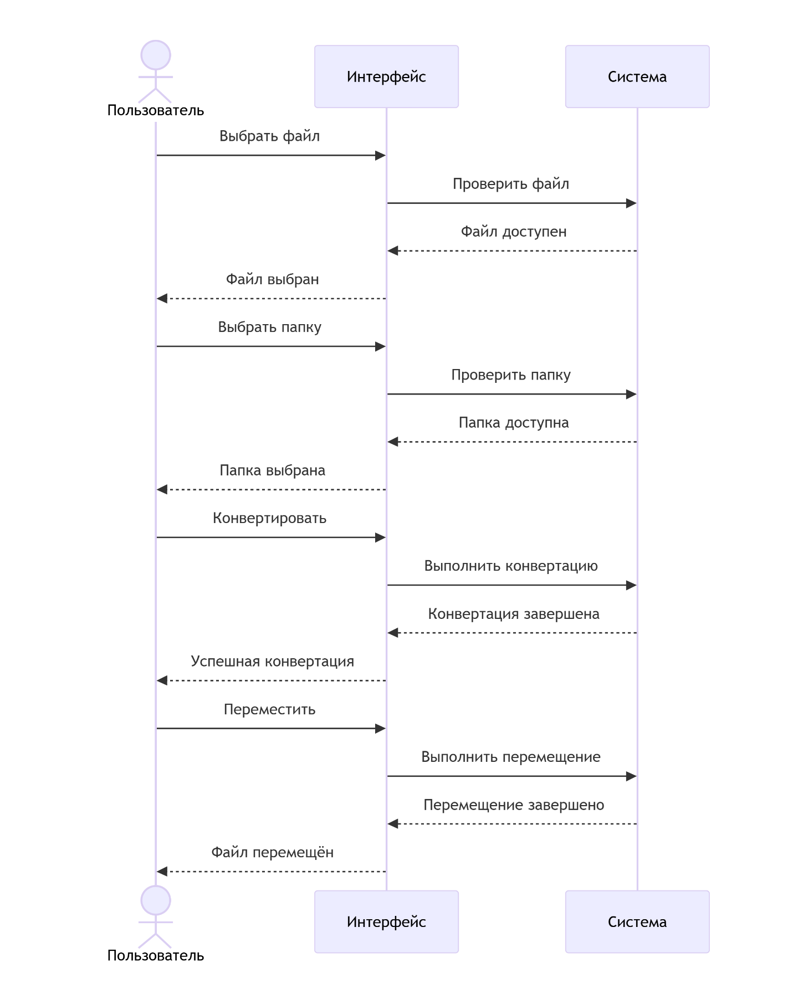 Пользователь
Интерфейс
Система
Выбрать файл
Проверить файл
Файл доступен
Файл выбран
Выбрать папку
Проверить папку
Папка доступна
Папка выбрана
Конвертировать
Выполнить конвертацию
Конвертация завершена
Успешная конвертация
Переместить
Выполнить перемещение
Перемещение завершено
Файл перемещён
Пользователь
Интерфейс
Система